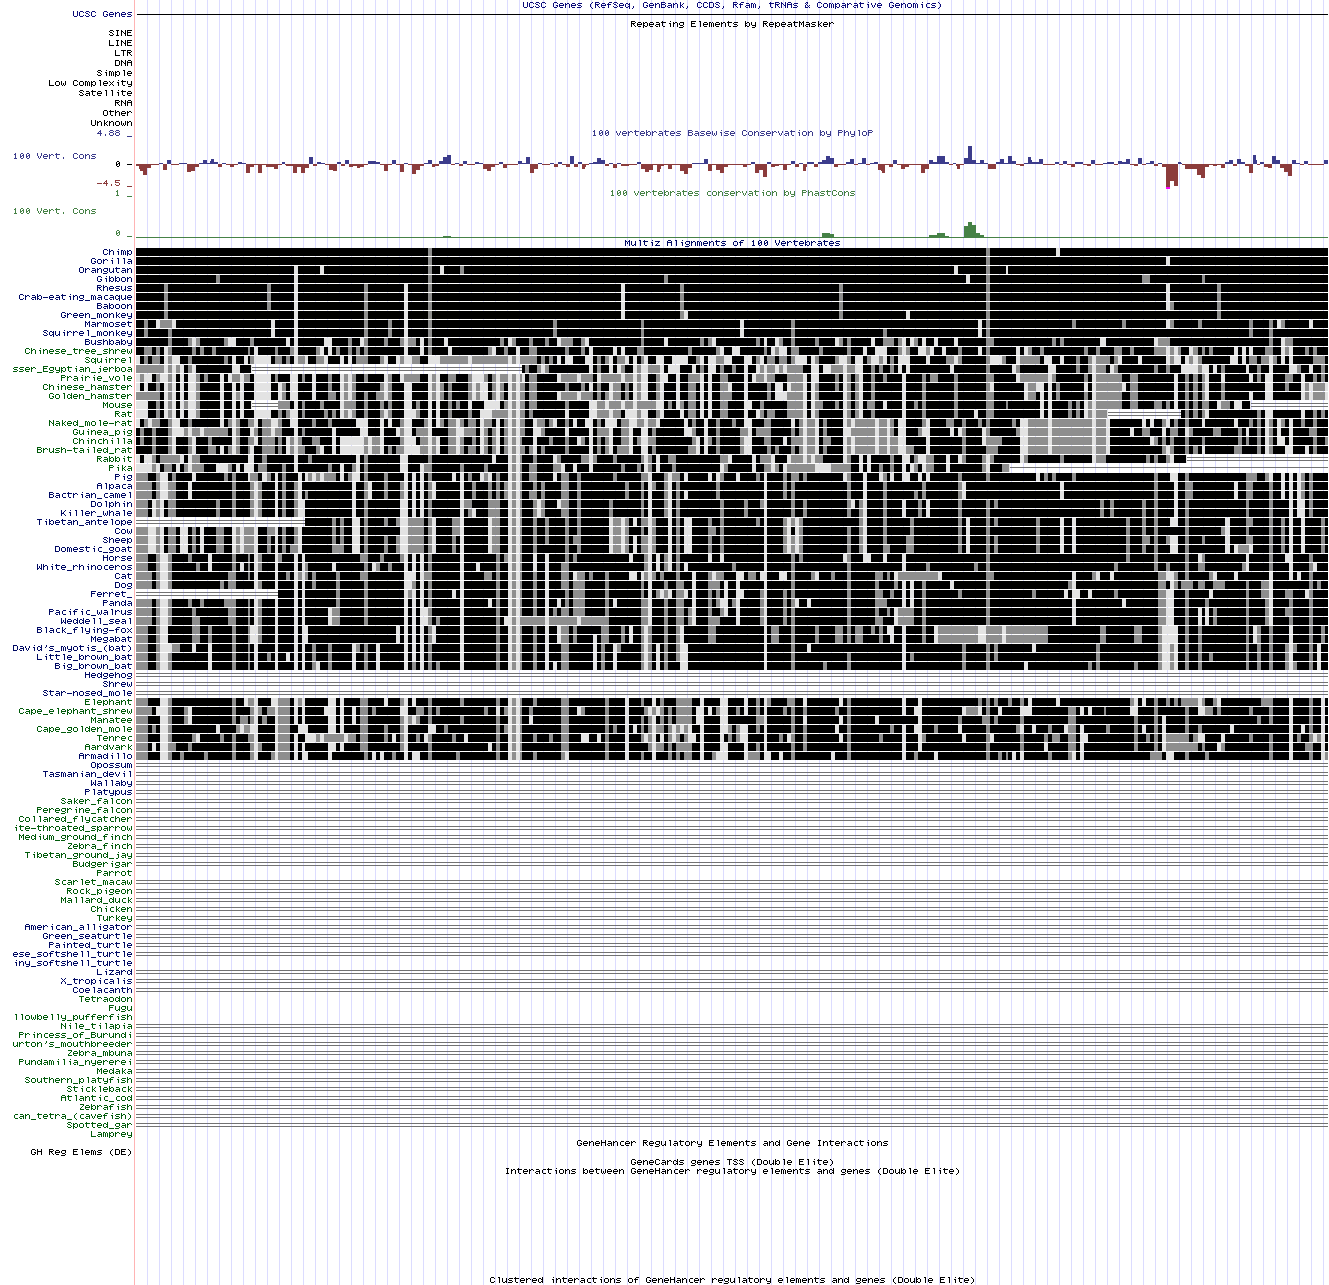 UCSC Genes (RefSeq, GenBank, CCDS, Rfam, tRNAs & Comparative Genomics)
UCSC Genes
Repeating Elements by RepeatMasker
SINE
LINE
LTR
DNA
Simple
Low Complexity
Satellite
RNA
Other
Unknown
4.88 _
100 vertebrates Basewise Conservation by PhyloP
100 Vert. Cons
0 -
-4.5 _
100 vertebrates conservation by PhastCons
1 _
100 Vert. Cons
0 _
Multiz Alignments of 100 Vertebrates
Chimp
Gorilla
Orangutan
Gibbon
Rhesus
Crab-eating_macaque
Baboon
Green_monkey
Marmoset
Squirrel_monkey
Bushbaby
Chinese_tree_shrew
Squirrel
sser_Egyptian_jerboa
Prairie_vole
Chinese_hamster
Golden_hamster
Mouse
Rat
Naked_mole-rat
Guinea_pig
Chinchilla
Brush-tailed_rat
Rabbit
Pika
Pig
Alpaca
Bactrian_camel
Dolphin
Killer_whale
Tibetan_antelope
Cow
Sheep
Domestic_goat
Horse
White_rhinoceros
Cat
Dog
Ferret_
Panda
Pacific_walrus
Weddell_seal
Black_flying-fox
Megabat
David's_myotis_(bat)
Little_brown_bat
Big_brown_bat
Hedgehog
Shrew
Star-nosed_mole
Elephant
Cape_elephant_shrew
Manatee
Cape_golden_mole
Tenrec
Aardvark
Armadillo
Opossum
Tasmanian_devil
Wallaby
Platypus
Saker_falcon
Peregrine_falcon
Collared_flycatcher
ite-throated_sparrow
Medium_ground_finch
Zebra_finch
Tibetan_ground_jay
Budgerigar
Parrot
Scarlet_macaw
Rock_pigeon
Mallard_duck
Chicken
Turkey
American_alligator
Green_seaturtle
Painted_turtle
ese_softshell_turtle
iny_softshell_turtle
Lizard
X_tropicalis
Coelacanth
Tetraodon
Fugu
llowbelly_pufferfish
Nile_tilapia
Princess_of_Burundi
urton's_mouthbreeder
Zebra_mbuna
Pundamilia_nyererei
Medaka
Southern_platyfish
Stickleback
Atlantic_cod
Zebrafish
can_tetra_(cavefish)
Spotted_gar
Lamprey
GeneHancer Regulatory Elements and Gene Interactions
GH Reg Elems (DE)
GeneCards genes TSS (Double Elite)
Interactions between GeneHancer regulatory elements and genes (Double Elite)
Clustered interactions of GeneHancer regulatory elements and genes (Double Elite)